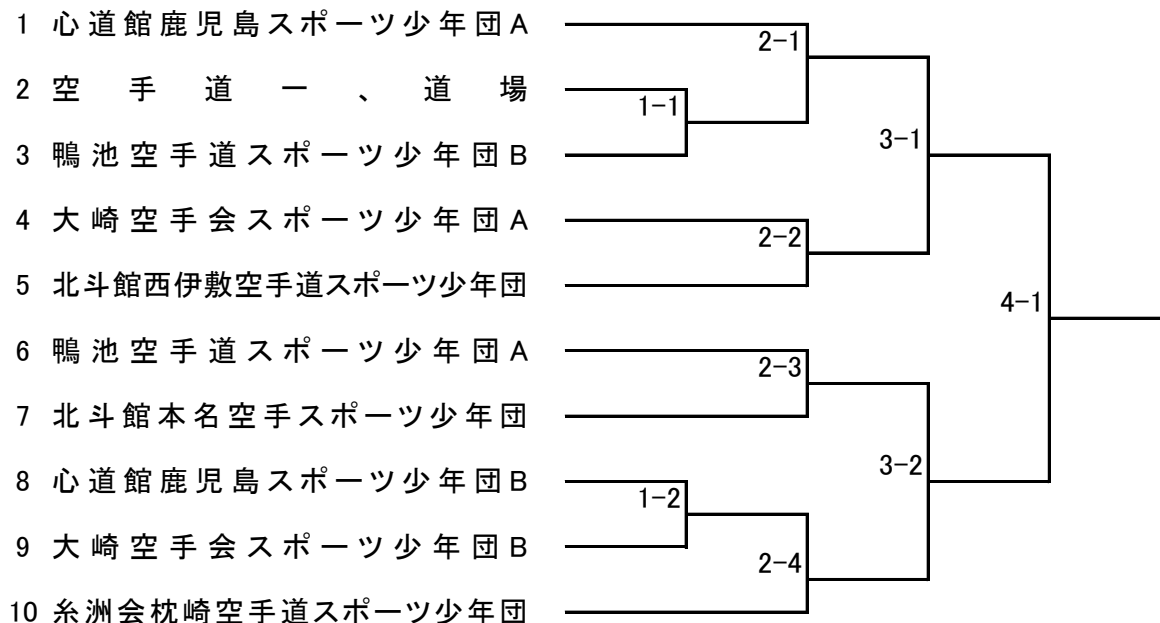 1 心道館鹿児島スポーツ少年団A
2-1
2 空手道一、道場
1-1
3 鴨池空手道スポーツ少年団B
3-1
4 大崎空手会スポーツ少年団A
2-2
5 北斗館西伊敷空手道スポーツ少年団
4-1
6 鴨池空手道スポーツ少年団A
2-3
7 北斗館本名空手スポーツ少年団
3-2
8 心道館鹿児島スポーツ少年団B
1-2
9 大崎空手会スポーツ少年団B
2-4
10 糸洲会枕崎空手道スポーツ少年団